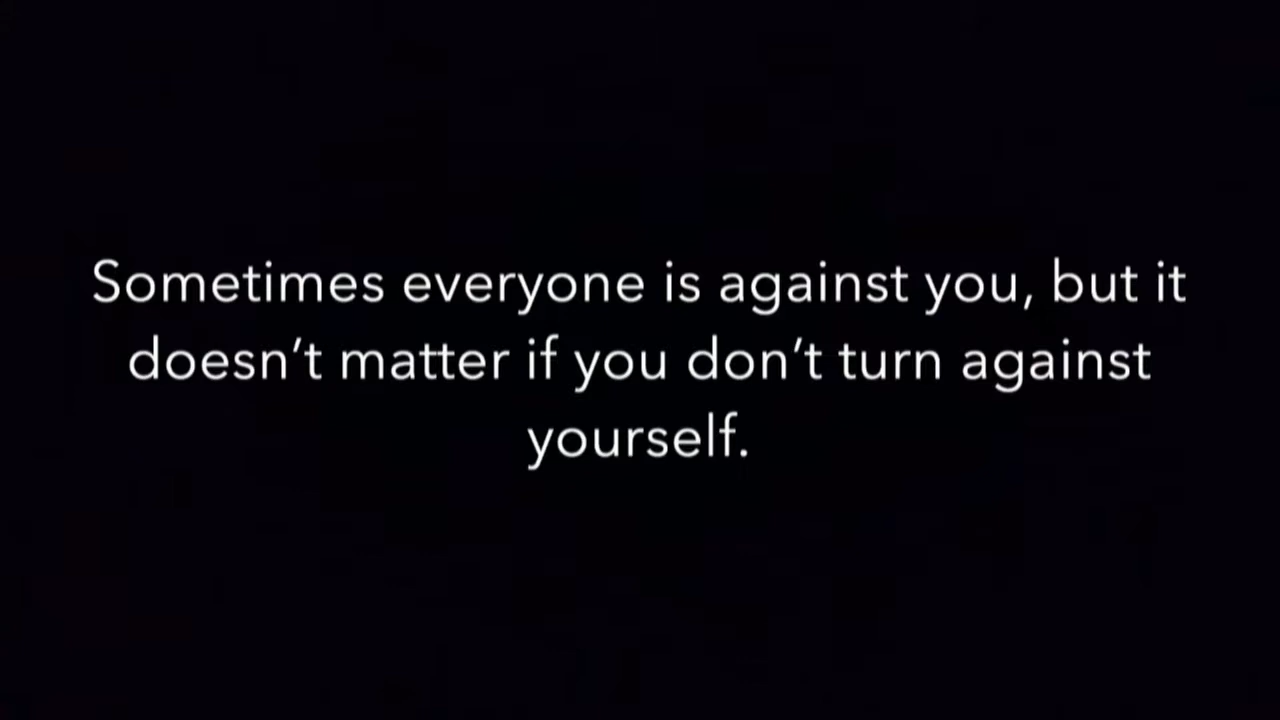 Sometimes everyone is against you, but it
doesn’t matter if you don’t turn against
yourself.